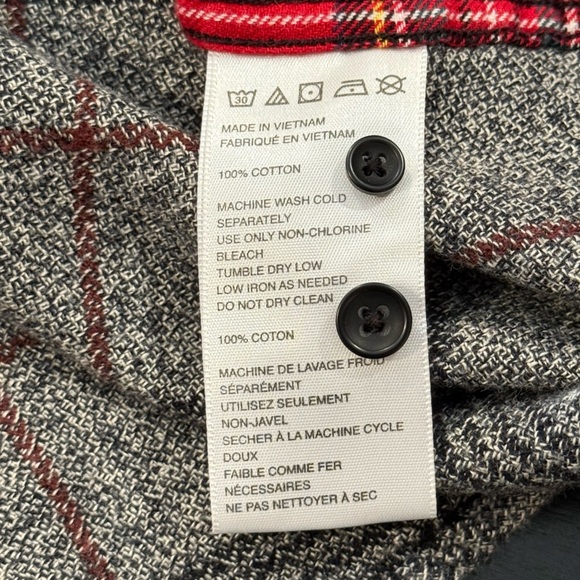 30
MADE IN VIETNAM
FABRIQUÉ EN VIETNAM
100% COTTON
MACHINE WASH COLD
SEPARATELY
USE ONLY NON-CHLORINE
BLEACH
TUMBLE DRY LOW
LOW IRON AS NEEDED
DO NOT DRY CLEAN
100% COTON
MACHINE DE LAVAGE FROID
SÉPARÉMENT
UTILISEZ SEULEMENT
NON-JAVEL
SECHER À LA MACHINE CYCLE
DOUX
FAIBLE COMME FER
NÉCESSAIRES
NE PAS NETTOYER À SEC